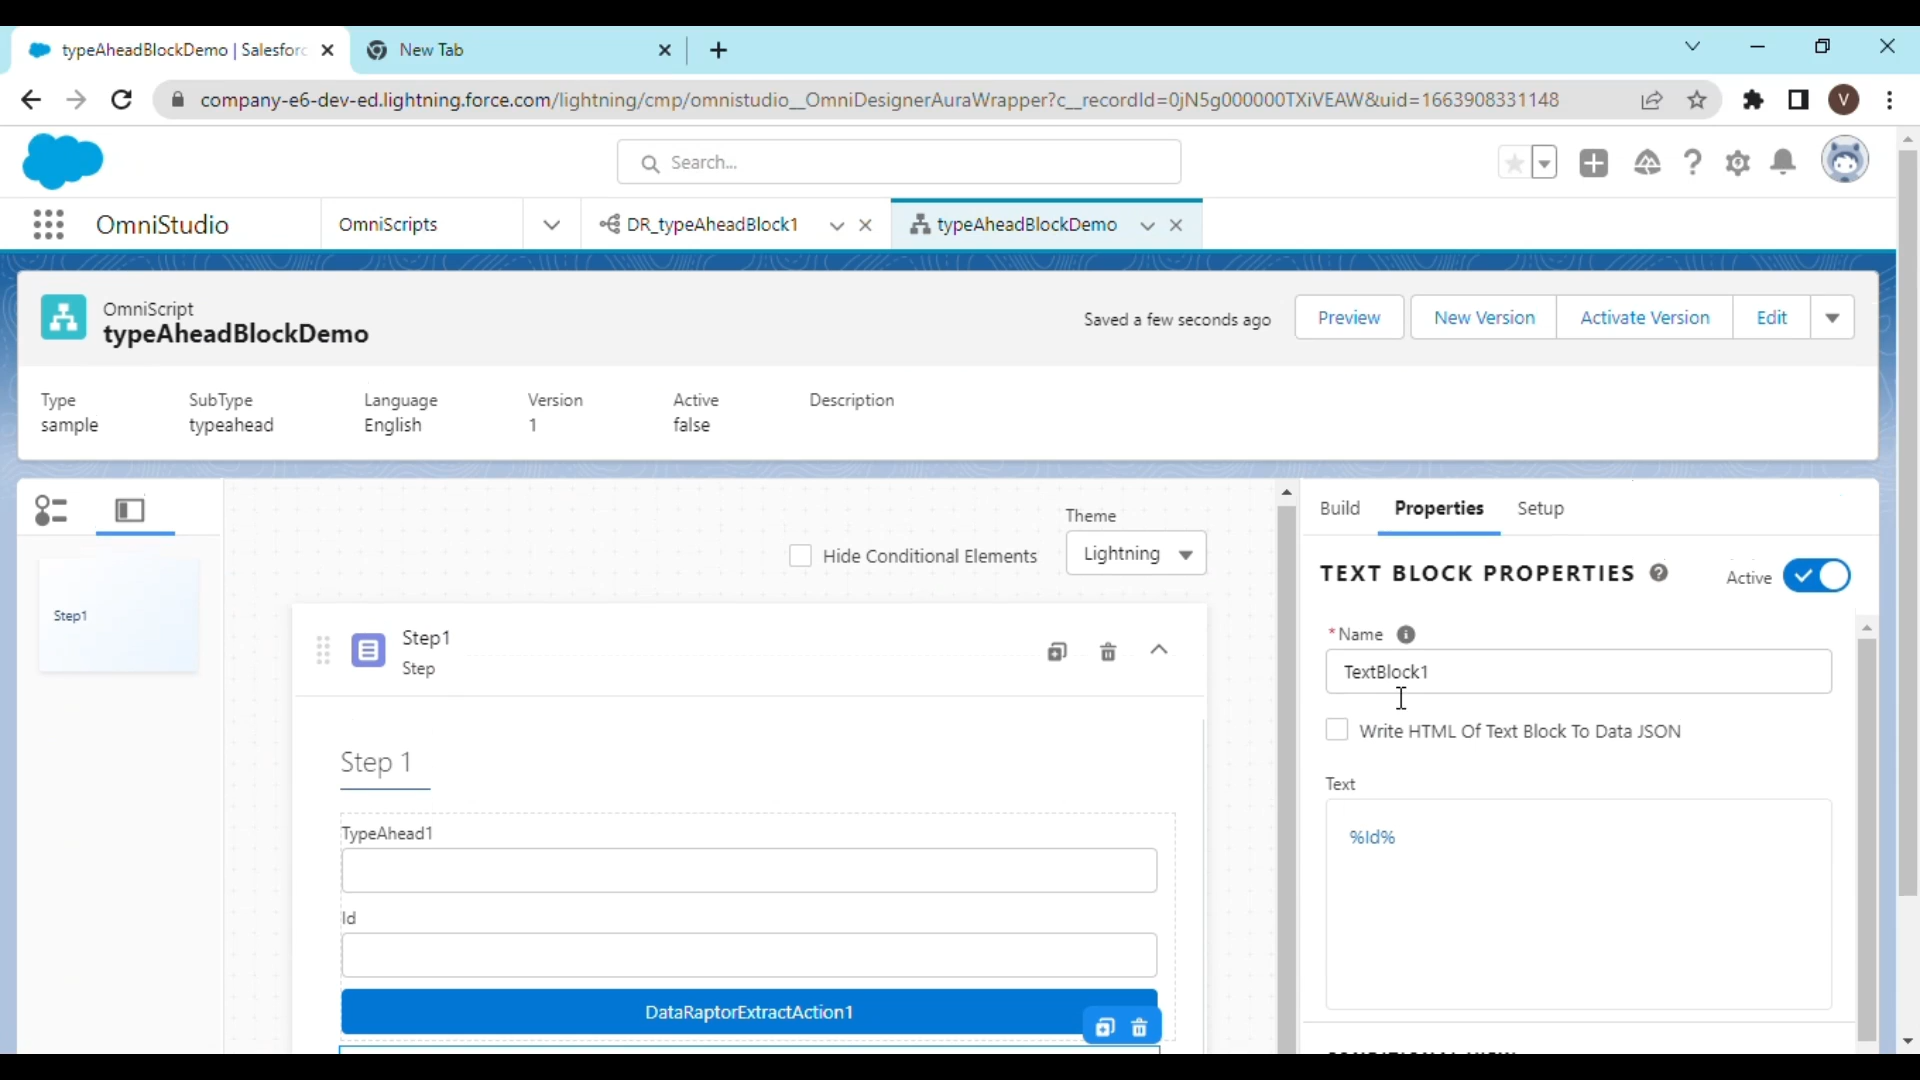 typeAheadBlockDemo | Salesforc
New Tab
company-e6-dev-ed.lightning.force.com/lightning/cmp/omnistudio__OmniDesignerAuraWrapper?c__recordId=0jN5g000000TXiVEAW&uid=1663908331148
V
Search...
OmniStudio
OmniScripts
DR_typeAheadBlock1
typeAheadBlockDemo
OmniScript
typeAheadBlockDemo
Saved a few seconds ago
Preview
New Version
Activate Version
Edit
Type
SubType
Language
Version
Active
Description
sample
typeahead
English
1
false
Theme
Hide Conditional Elements
Lightning
Step1
Step1
Step
Step 1
TypeAhead1
Id
DataRaptorExtractAction1
Build
Properties
Setup
TEXT BLOCK PROPERTIES
Active
*Name
TextBlock1
Write HTML Of Text Block To Data JSON
Text
%Id%